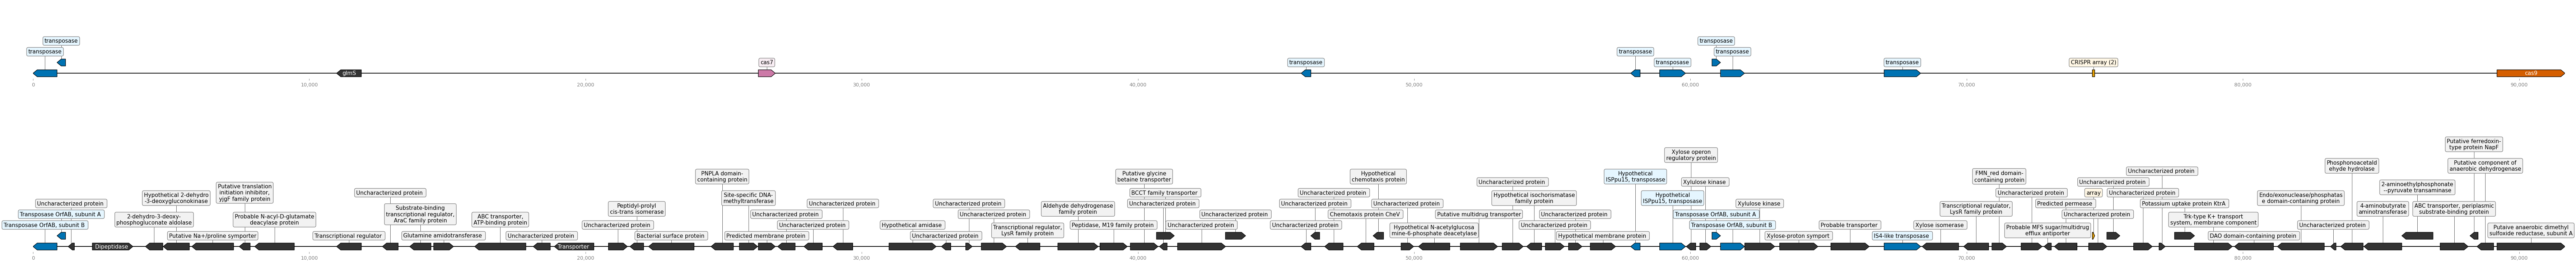 transposase
transposase
transposase
transposase
transposase
cas7
transposase
transposase
transposase
CRISPR array (2)
glmS
cas9
0
10,000
20,000
30,000
40,000
50,000
60,000
70,000
80,000
90,000
Putative ferredoxin-
type protein NapF
Xylose operon
regulatory protein
Phosphonoacetald
ehyde hydrolase
Putative component of
anaerobic dehydrogenase
PNPLA domain-
containing protein
Putative glycine
betaine transporter
Hypothetical
chemotaxis protein
Hypothetical
ISPpu15, transposase
FMN_red domain-
containing protein
Uncharacterized protein
Uncharacterized protein
Xylulose kinase
Uncharacterized protein
Putative translation
initiation inhibitor,
yjgF family protein
2-aminoethylphosphonate
--pyruvate transaminase
Hypothetical 2-dehydro
-3-deoxygluconokinase
Uncharacterized protein
Site-specific DNA-
methyltransferase
BCCT family transporter
Uncharacterized protein
Hypothetical isochorismatase
family protein
Hypothetical
ISPpu15, transposase
Uncharacterized protein
array
Uncharacterized protein
Endo/exonuclease/phosphatas
e domain-containing protein
Uncharacterized protein
Substrate-binding
transcriptional regulator,
AraC family protein
Peptidyl-prolyl
cis-trans isomerase
Uncharacterized protein
Uncharacterized protein
Aldehyde dehydrogenase
family protein
Uncharacterized protein
Uncharacterized protein
Uncharacterized protein
Xylulose kinase
Transcriptional regulator,
LysR family protein
Putative permease
Potassium uptake protein KtrA
4-aminobutyrate
aminotransferase
ABC transporter, periplasmic
substrate-binding protein
Transposase OrfAB, subunit A
2-dehydro-3-deoxy-
phosphogluconate aldolase
Probable N-acyl-D-glutamate
deacylase protein
ABC transporter,
ATP-binding protein
Uncharacterized protein
Uncharacterized protein
Uncharacterized protein
Chemotaxis protein CheV
Putative multidrug transporter
Uncharacterized protein
Transposase OrfAB, subunit A
Uncharacterized protein
Trk-type K+ transport
system, membrane component
Transposase OrfAB, subunit B
Uncharacterized protein
Uncharacterized protein
Hypothetical amidase
Transcriptional regulator,
LysR family protein
Peptidase, M19 family protein
Uncharacterized protein
Uncharacterized protein
Hypothetical N-acetylglucosa
mine-6-phosphate deacetylase
Uncharacterized protein
Transposase OrfAB, subunit B
Probable transporter
Xylose isomerase
Probable MFS sugar/multidrug
efflux antiporter
Uncharacterized protein
Putaive anaerobic dimethyl
sulfoxide reductase, subunit A
Putative Na+/proline symporter
Transcriptional regulator
Glutamine amidotransferase
Uncharacterized protein
Bacterial surface protein
Predicted membrane protein
Uncharacterized protein
Hypothetical membrane protein
Xylose-proton symport
IS4-like transposase
DAO domain-containing protein
Dipeptidase
Transporter
0
10,000
20,000
30,000
40,000
50,000
60,000
70,000
80,000
90,000